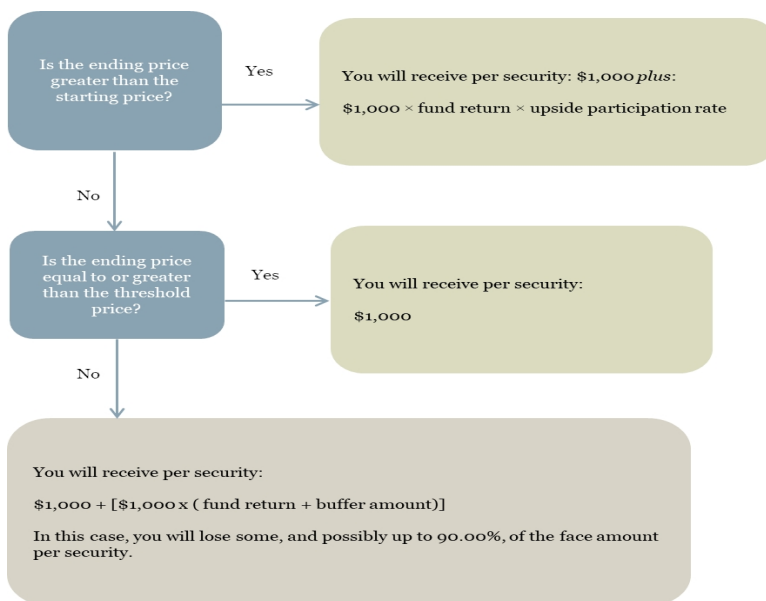 Is the ending price
greater than the
starting price?
Yes
You will receive per security: $1,000 plus:
$1,000 × fund return × upside participation rate
No
Is the ending price
equal to or greater
than the threshold
price?
Yes
You will receive per security:
$1,000
No
You will receive per security:
$1,000 + [$1,000 x ( fund return + buffer amount)]
In this case, you will lose some, and possibly up to 90.00%, of the face amount
per security.